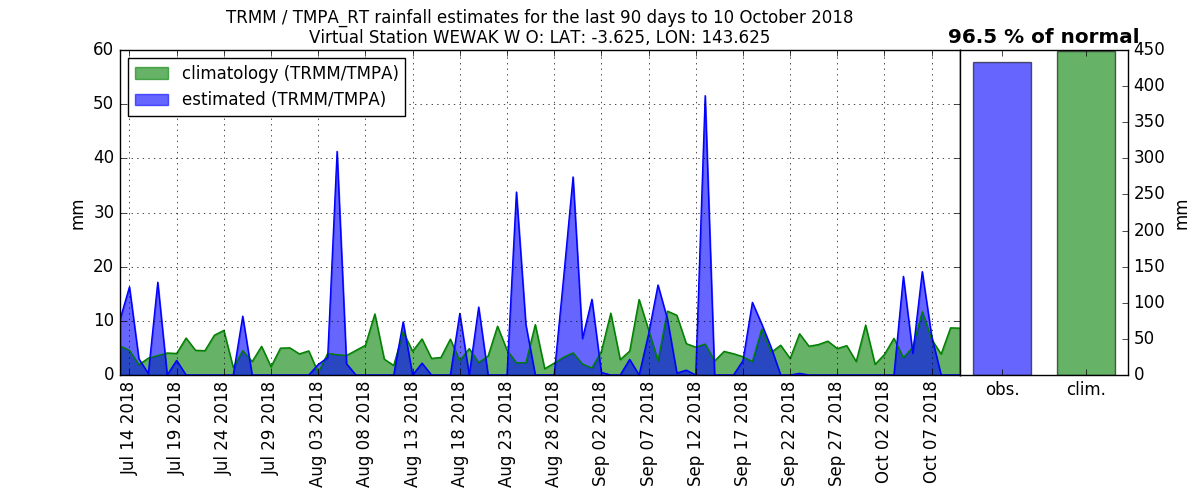 TRMM / TMPA_RT rainfall estimates for the last 90 days to 10 October 2018
Virtual Station WEWAK W O: LAT: -3.625, LON: 143.625
96.5 % of normal
climatology (TRMM/TMPA)
estimated (TRMM/TMPA)
60
50
40
30
20
10
0
mm
Jul 14 2018
Jul 19 2018
Jul 24 2018
Jul 29 2018
Aug 03 2018
Aug 08 2018
Aug 13 2018
Aug 18 2018
Aug 23 2018
Aug 28 2018
Sep 02 2018
Sep 07 2018
Sep 12 2018
Sep 17 2018
Sep 22 2018
Sep 27 2018
Oct 02 2018
Oct 07 2018
450
400
350
300
250
200
150
100
50
0
mm
obs.
clim.